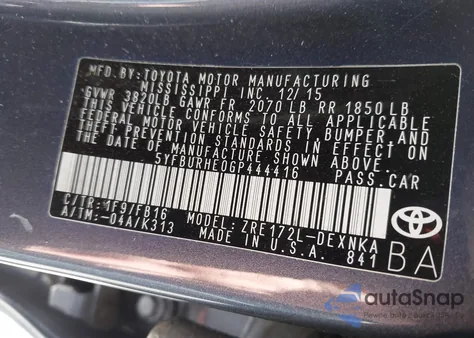 MFD. BY: TOYOTA MOTOR MANUFACTURING
MISSISSIPPI, INC. 12/15
GVWR 3820LB GAWR FR 2070 LB RR 1850 LB
THIS VEHICLE CONFORMS TO ALL APPLICABLE
FEDERAL MOTOR VEHICLE SAFETY, BUMPER, AND
THEFT PREVENTION STANDARDS IN EFFECT ON
THE DATE OF MANUFACTURE SHOWN ABOVE.
5YFBURHE0GP444416
PASS.CAR
C/TR: 1F9/FB16
MODEL: ZRE172L-DEXNKA
A/TM: -04A/K313
MADE IN U.S.A.
841
TOYOTA
BA
autoSnap